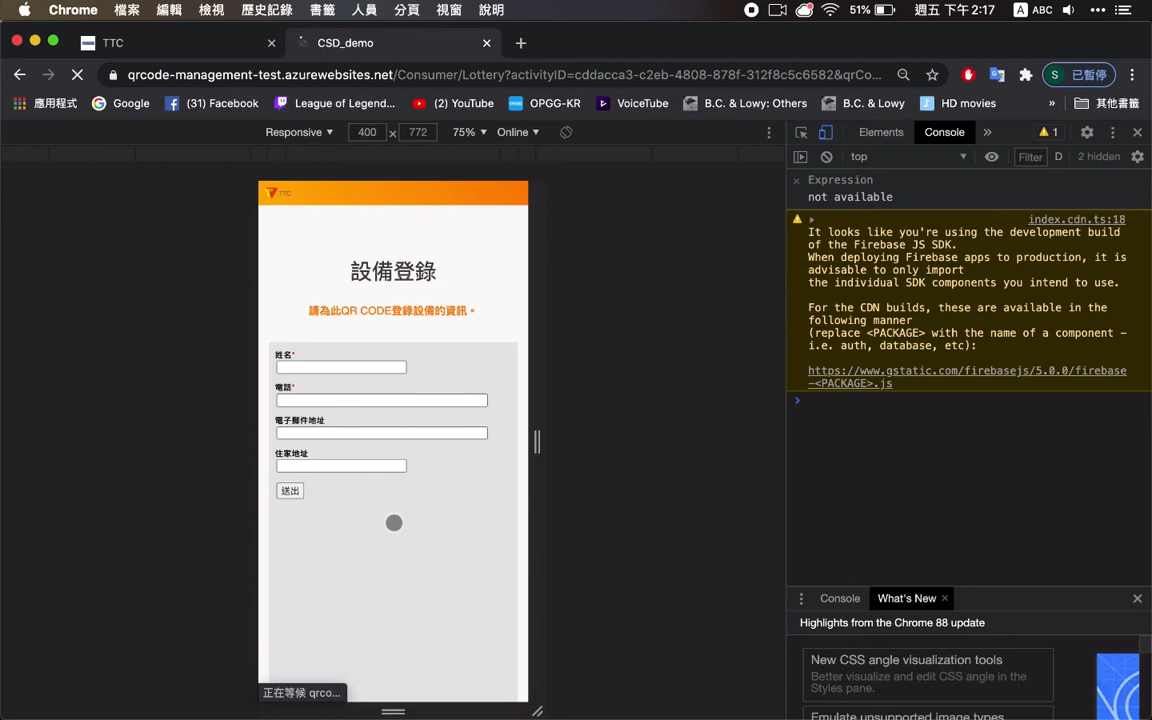 Chrome 檔案 編輯 檢視 歷史記錄 書籤 人員 分頁 視窗 說明 51% 週五 下午 2:17 A ABC
TTC CSD_demo
qrcode-management-test.azurewebsites.net/Consumer/Lottery?activityID=cddacca3-c2eb-4808-878f-312f8c5c6582&qrCo... S 已暫停
應用程式 Google (31) Facebook League of Legend... (2) YouTube OPGG-KR VoiceTube B.C. & Lowy: Others B.C. & Lowy HD movies » 其他書籤
Responsive 400 × 772 75% Online
Elements Console » 1
top Filter D 2 hidden
Expression
not available
index.cdn.ts:18
It looks like you're using the development build
of the Firebase JS SDK.
When deploying Firebase apps to production, it is
advisable to only import
the individual SDK components you intend to use.
For the CDN builds, these are available in the
following manner
(replace <PACKAGE> with the name of a component –
i.e. auth, database, etc):
https://www.gstatic.com/firebasejs/5.0.0/firebase
-<PACKAGE>.js
TTC
設備登錄
請為此QR CODE登錄設備的資訊。
姓名*
電話*
電子郵件地址
住家地址
送出
正在等候 qrco...
Console What's New
Highlights from the Chrome 88 update
New CSS angle visualization tools
Better visualize and edit CSS angle in the
Styles pane.
Emulate unsupported image types